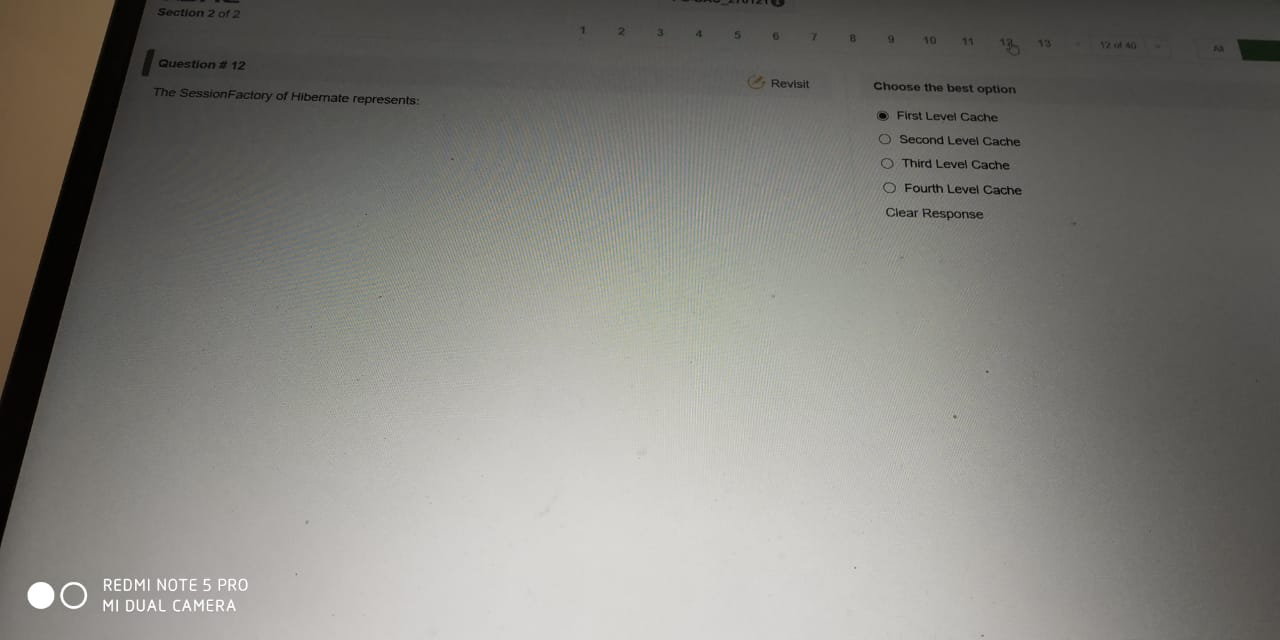 Section 2 of 2
1 2 3 4 5 6 7 8 9 10 11 12 13 12 of 40 All
Question # 12
Revisit
The SessionFactory of Hibernate represents:
Choose the best option
First Level Cache
Second Level Cache
Third Level Cache
Fourth Level Cache
Clear Response
REDMI NOTE 5 PRO
MI DUAL CAMERA